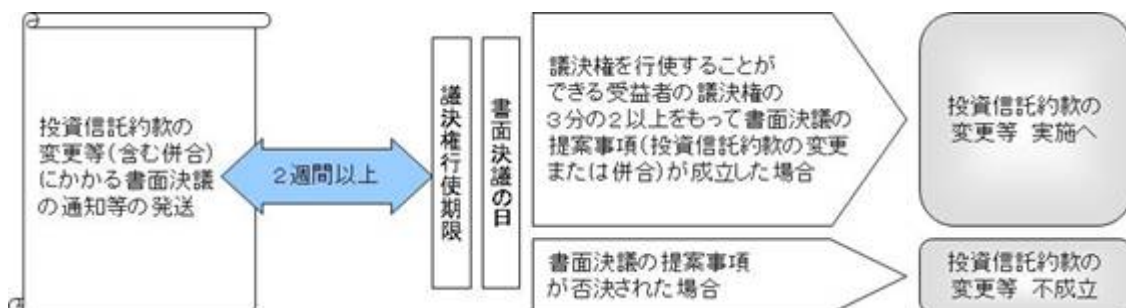 投資信託約款の
変更等(含む併合)
にかかる書面決議
の通知等の発送
2週間以上
議決権行使期限
書面決議の日
議決権を行使することが
できる受益者の議決権の
3分の2以上をもって書面決議の
提案事項(投資信託約款の変更
または併合)が成立した場合
投資信託約款の
変更等 実施へ
書面決議の提案事項
が否決された場合
投資信託約款の
変更等 不成立